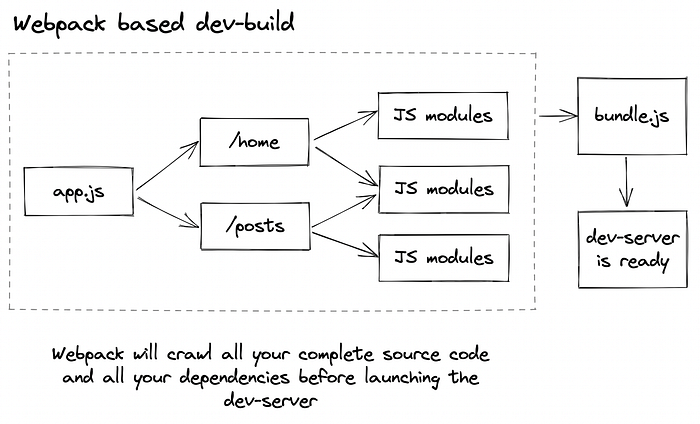 Webpack based dev-build
app.js
/home
/posts
JS modules
JS modules
JS modules
bundle.js
dev-server
is ready
Webpack will crawl all your complete source code
and all your dependencies before launching the
dev-server